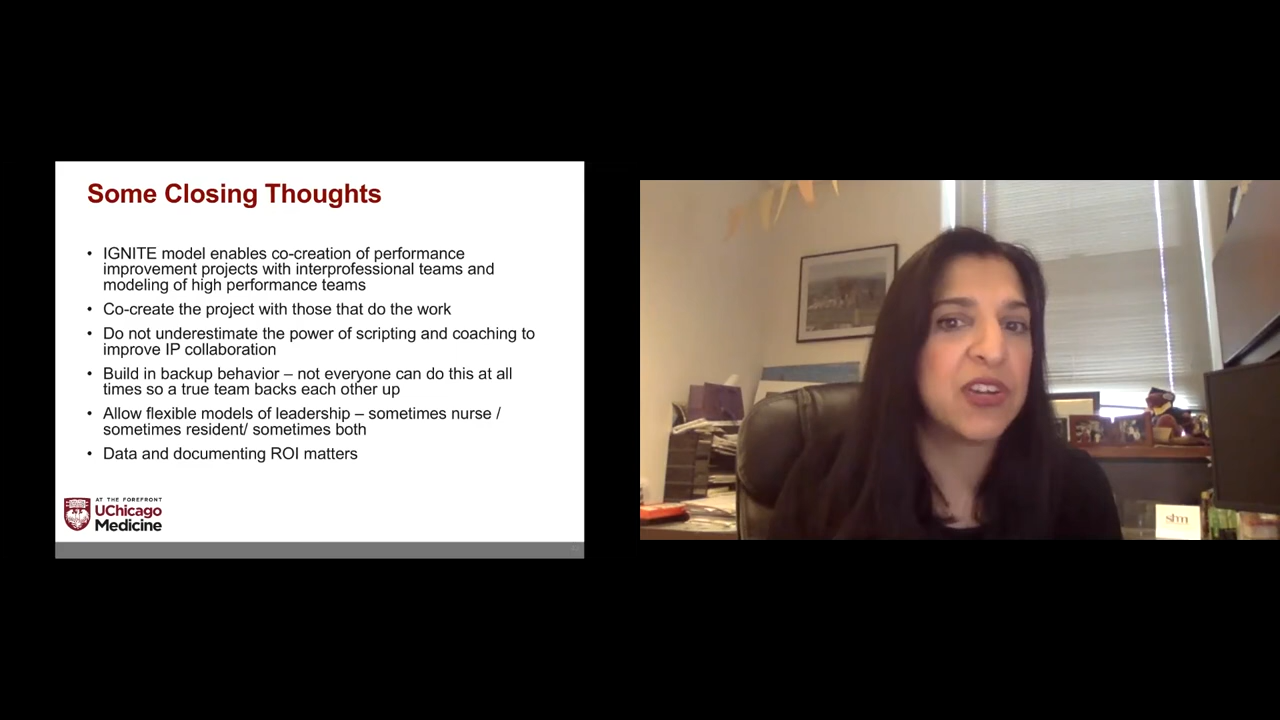 Some Closing Thoughts
• IGNITE model enables co-creation of performance
improvement projects with interprofessional teams and
modeling of high performance teams
• Co-create the project with those that do the work
• Do not underestimate the power of scripting and coaching to
improve IP collaboration
• Build in backup behavior – not everyone can do this at all
times so a true team backs each other up
• Allow flexible models of leadership – sometimes nurse /
sometimes resident/ sometimes both
• Data and documenting ROI matters
AT THE FOREFRONT
UChicago
Medicine